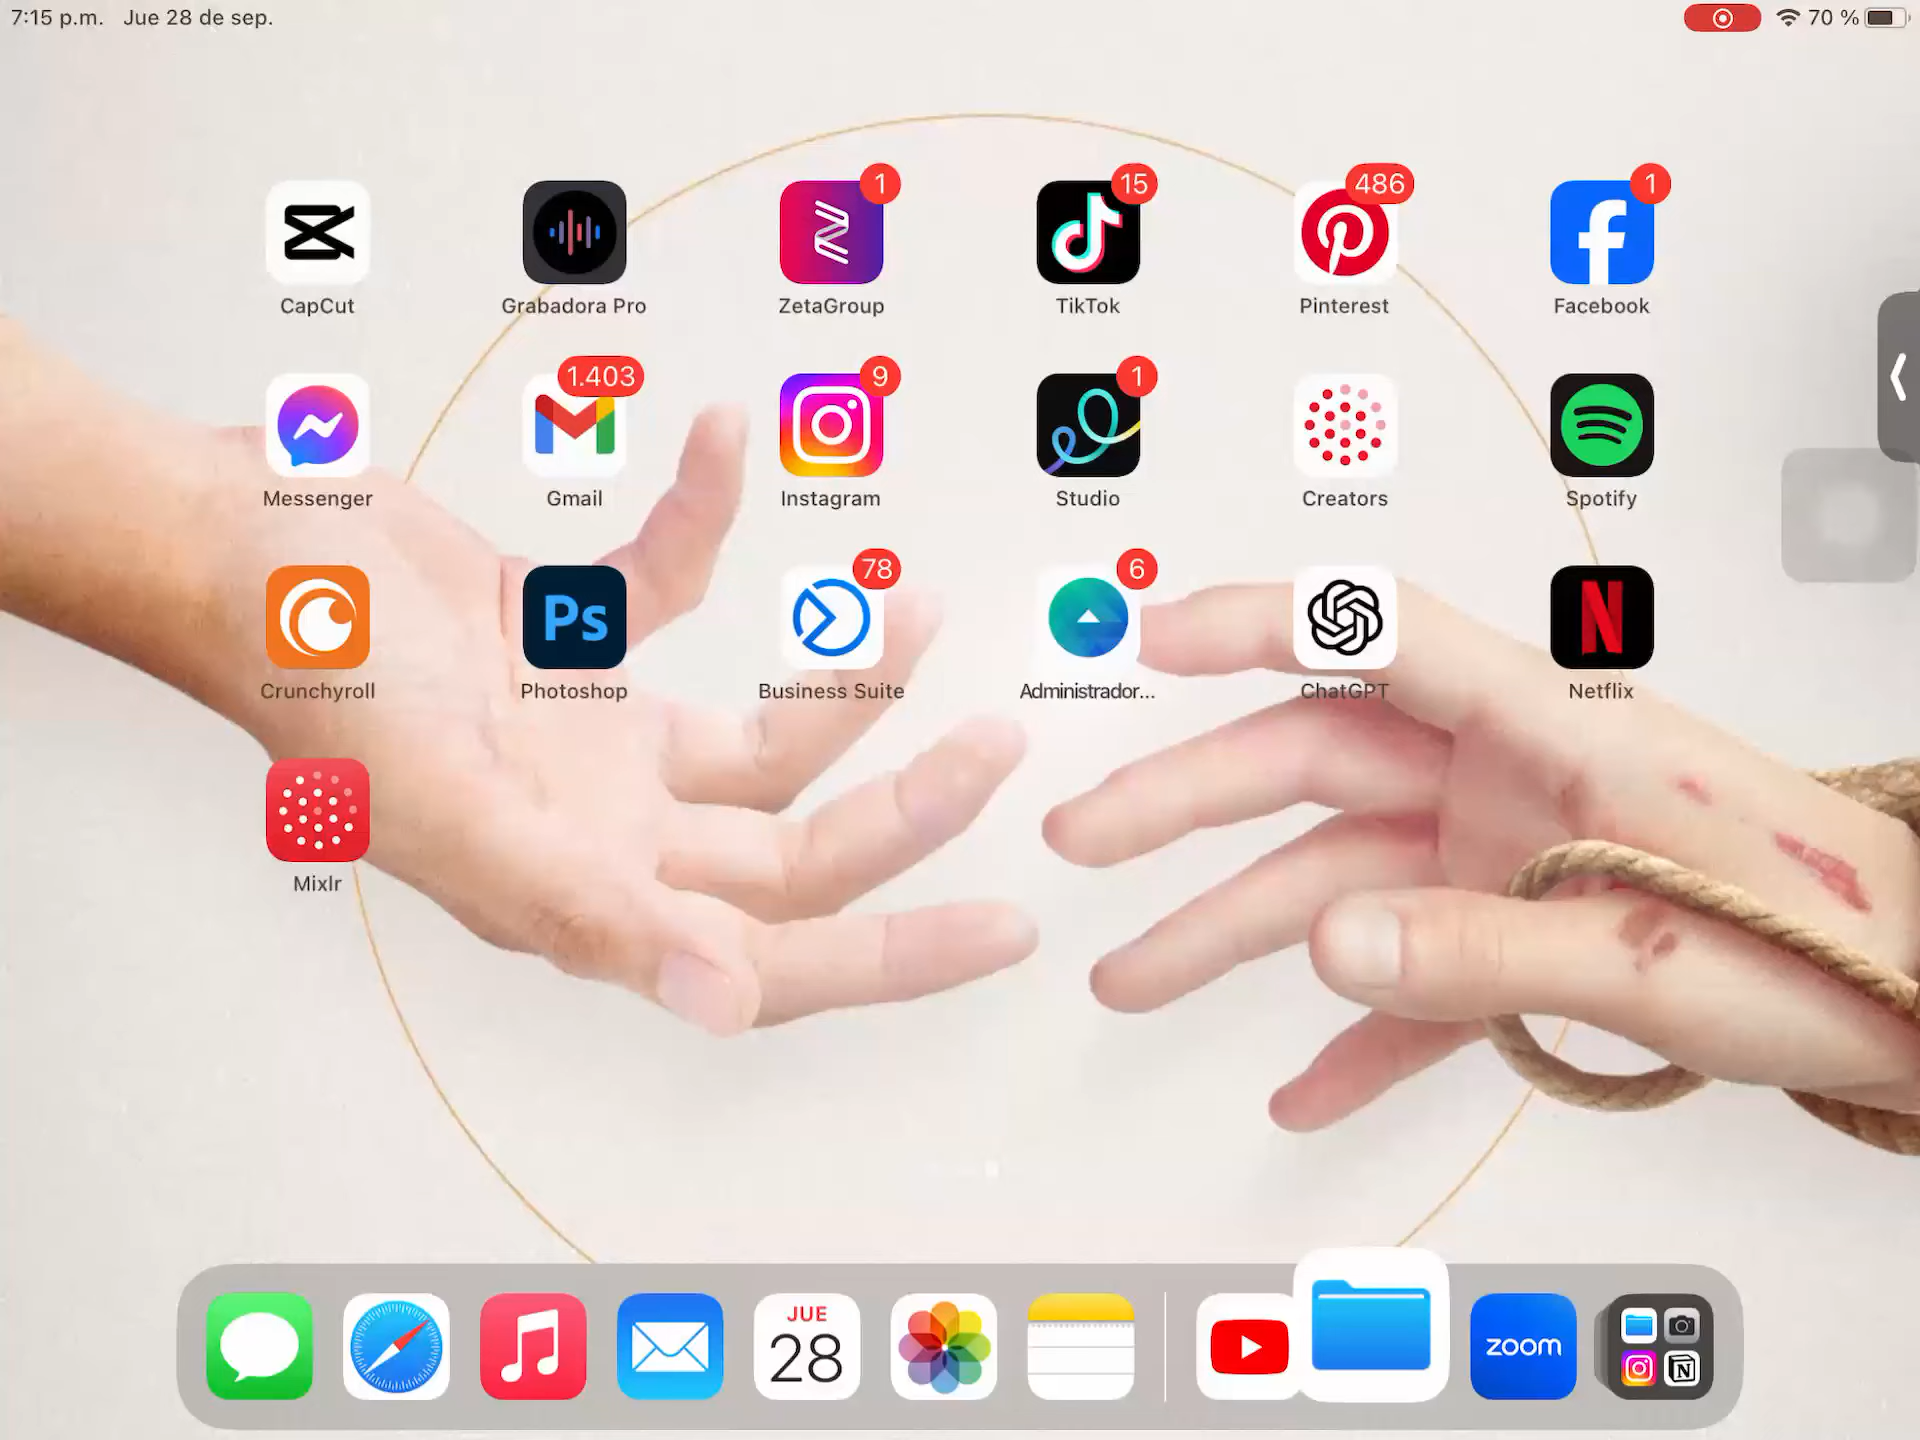 7:15 p.m. Jue 28 de sep. 70 %
1 15 486 1
CapCut Grabadora Pro ZetaGroup TikTok Pinterest Facebook
1.403 9 1
Messenger Gmail Instagram Studio Creators Spotify
78 6
Ps
Crunchyroll Photoshop Business Suite Administrador... ChatGPT Netflix
Mixlr
JUE
28
zoom